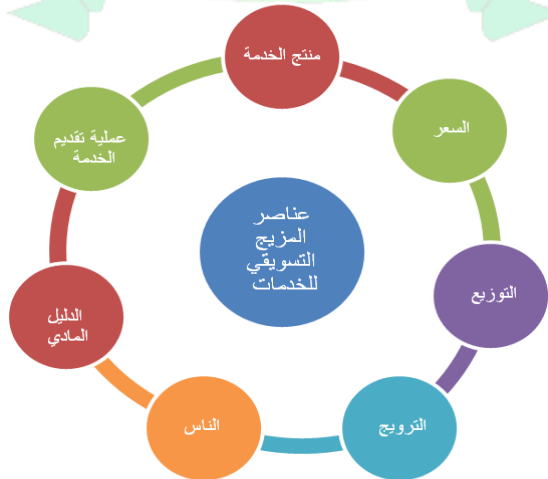 منتج الخدمة
السعر
التوزيع
الترويج
الناس
الدليل
المادي
عملية تقديم
الخدمة
عناصر
المزيج
التسويقي
للخدمات